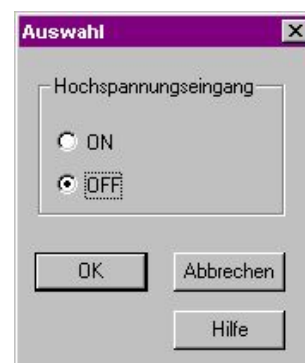 Auswahl
Hochspannungseingang
ON
OFF
OK
Abbrechen
Hilfe